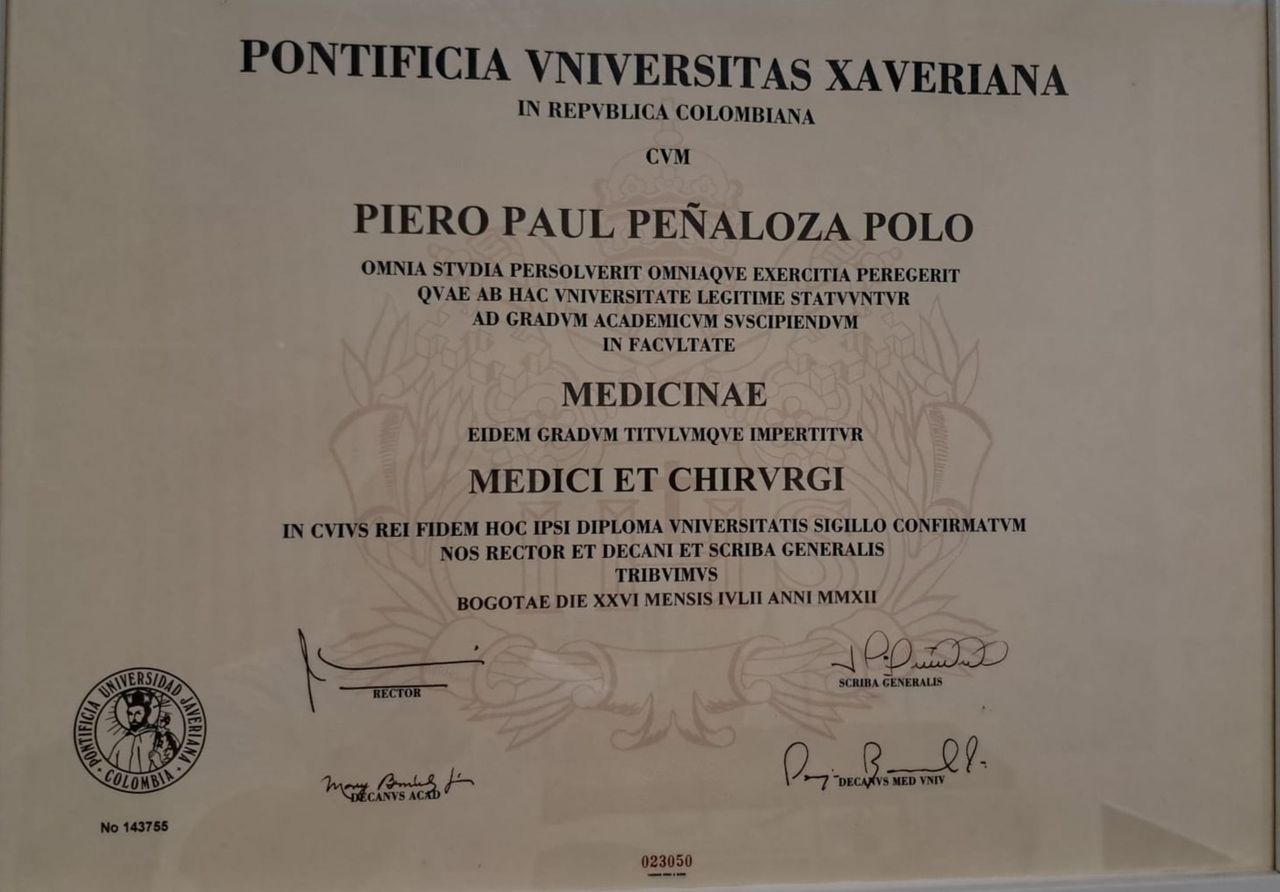 PONTIFICIA VNIVERSITAS XAVERIANA
IN REPVBLICA COLOMBIANA
CVM
PIERO PAUL PEÑALOZA POLO
OMNIA STVDIA PERSOLVERIT OMNIAQVE EXERCITIA PEREGERIT
QVAE AB HAC VNIVERSITATE LEGITIME STATVVNTVR
AD GRADVM ACADEMICVM SVSCIPIENDVM
IN FACVLTATE
MEDICINAE
EIDEM GRADVM TITVLVMQVE IMPERTITVR
MEDICI ET CHIRVRGI
IN CVIVS REI FIDEM HOC IPSI DIPLOMA VNIVERSITATIS SIGILLO CONFIRMATVM
NOS RECTOR ET DECANI ET SCRIBA GENERALIS
TRIBVIMVS
BOGOTAE DIE XXVI MENSIS IVLII ANNI MMXII
RECTOR
SCRIBA GENERALIS
PONTIFICIA UNIVERSIDAD JAVERIANA
COLOMBIA
DECANVS ACAD
DECANVS MED VNIV
No 143755
023050